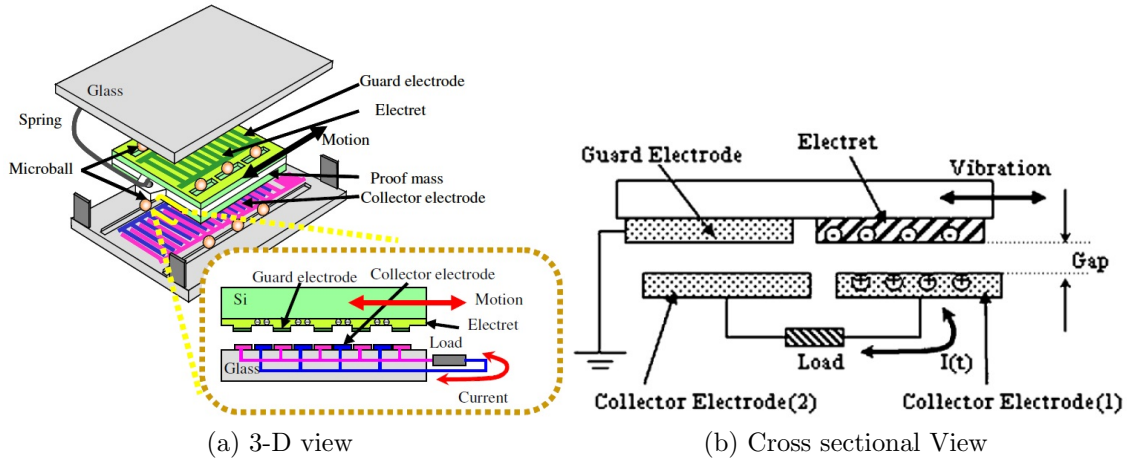 Glass
Guard electrode
Electret
Spring
Motion
Microball
Proof mass
Collector electrode
Guard electrode
Collector electrode
Si
Motion
Electret
Load
Glass
Current
(a) 3-D view
Electret
Guard Electrode
Vibration
Gap
Load
I(t)
Collector Electrode(2)
Collector Electrode(1)
(b) Cross sectional View